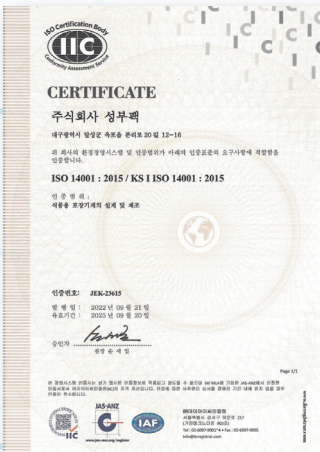 ISO Certification Body
IIC
Conformity Assessment Service
CERTIFICATE
주식회사 성부팩
대구광역시 달성군 옥포읍 본리로20길 12-16
위 회사의 환경경영시스템 및 인증범위가 아래의 인증표준의 요구사항에 적합함을
인증합니다.
ISO 14001 : 2015 / KS I ISO 14001 : 2015
인 증 범 위 :
식품용 포장기계의 설계 및 제조
인증번호: JEK-23615
발 행 일 : 2022 년 09 월 21 일
유효기간 : 2025 년 09 월 20 일
승인자
원장 윤 세 일
Page 1/1
JAS-ANZ
IIC
IAF
www.jas-anz.org/register